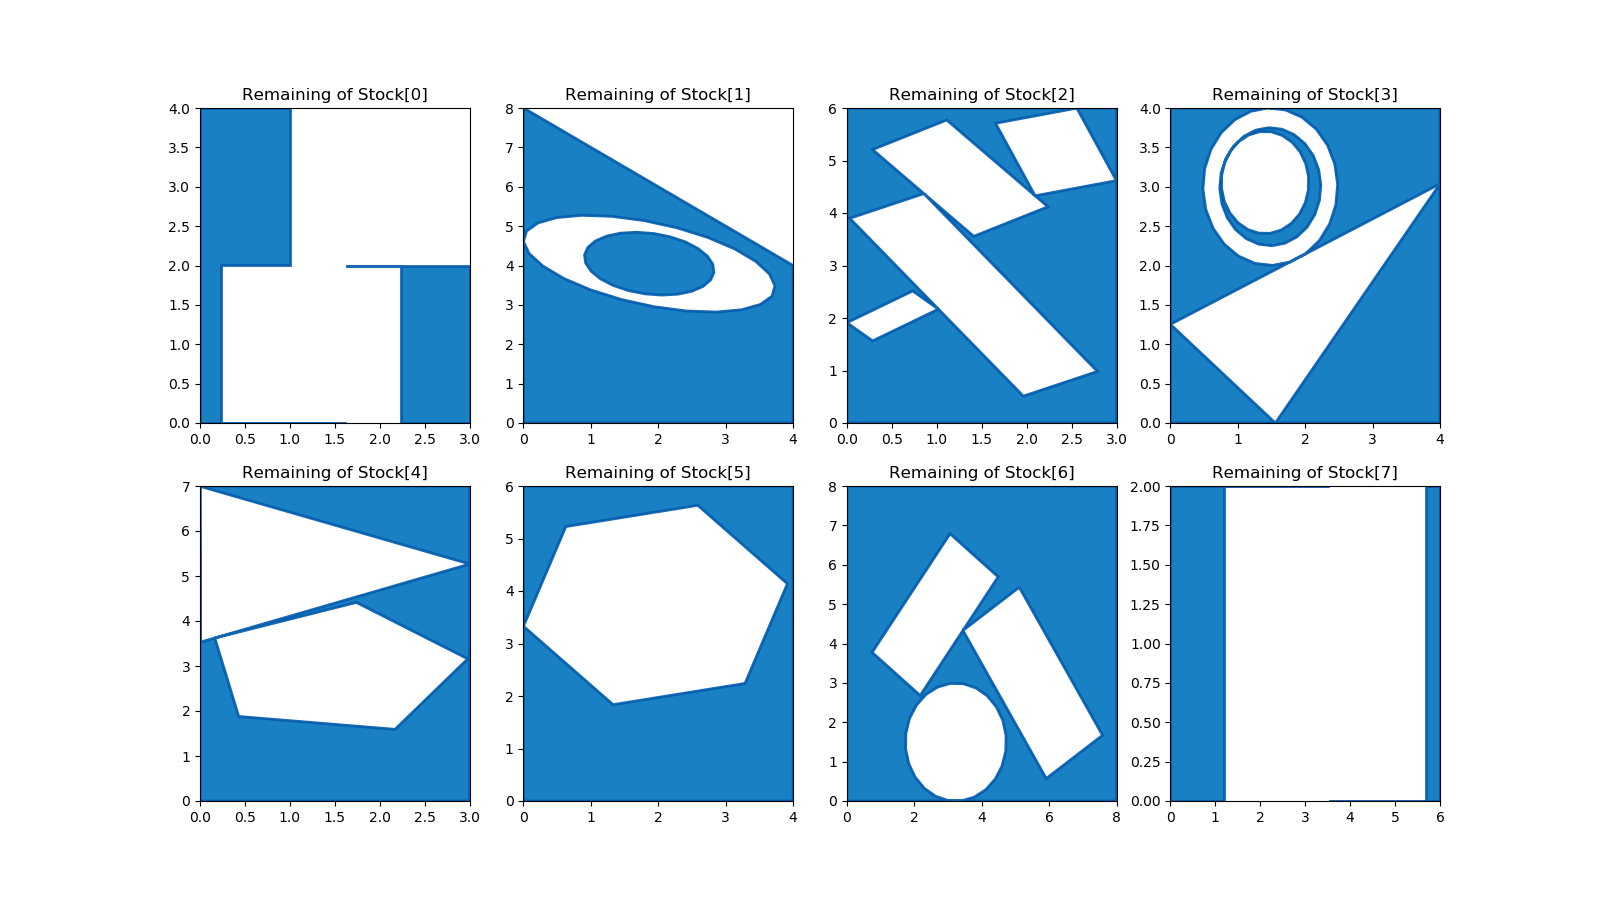 Remaining of Stock[0] Remaining of Stock[1] Remaining of Stock[2] Remaining of Stock[3]
4.0 3.5 3.0 2.5 2.0 1.5 1.0 0.5 0.0
0.0 0.5 1.0 1.5 2.0 2.5 3.0
8 7 6 5 4 3 2 1 0
0 1 2 3 4
6 5 4 3 2 1 0
0.0 0.5 1.0 1.5 2.0 2.5 3.0
4.0 3.5 3.0 2.5 2.0 1.5 1.0 0.5 0.0
0 1 2 3 4
Remaining of Stock[4] Remaining of Stock[5] Remaining of Stock[6] Remaining of Stock[7]
7 6 5 4 3 2 1 0
0.0 0.5 1.0 1.5 2.0 2.5 3.0
6 5 4 3 2 1 0
0 1 2 3 4
8 7 6 5 4 3 2 1 0
0 2 4 6 8
2.00 1.75 1.50 1.25 1.00 0.75 0.50 0.25 0.00
0 1 2 3 4 5 6